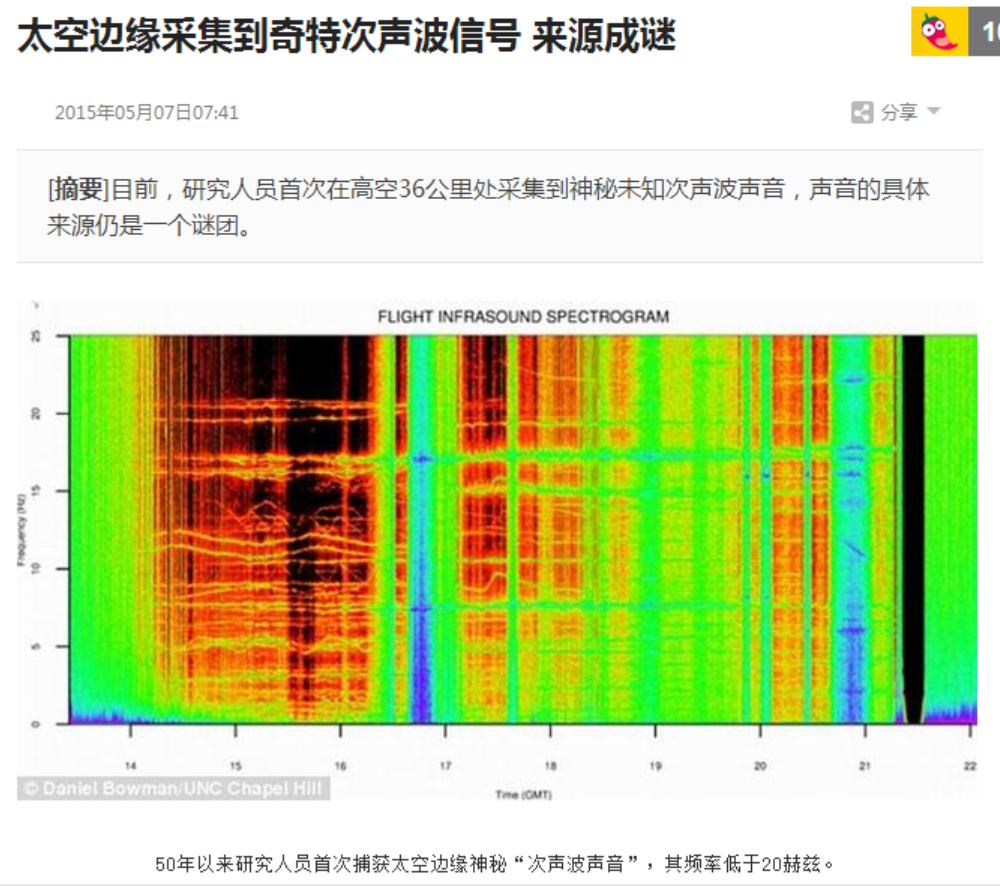 太空边缘采集到奇特次声波信号 来源成谜
10
2015年05月07日07:41
分享
[摘要]目前，研究人员首次在高空36公里处采集到神秘未知次声波声音，声音的具体
来源仍是一个谜团。
FLIGHT INFRASOUND SPECTROGRAM
25
20
15
10
5
0
Frequency (Hz)
14 15 16 17 18 19 20 21 22
Time (GMT)
© Daniel Bowman/UNC Chapel Hill
50年以来研究人员首次捕获太空边缘神秘“次声波声音”，其频率低于20赫兹。